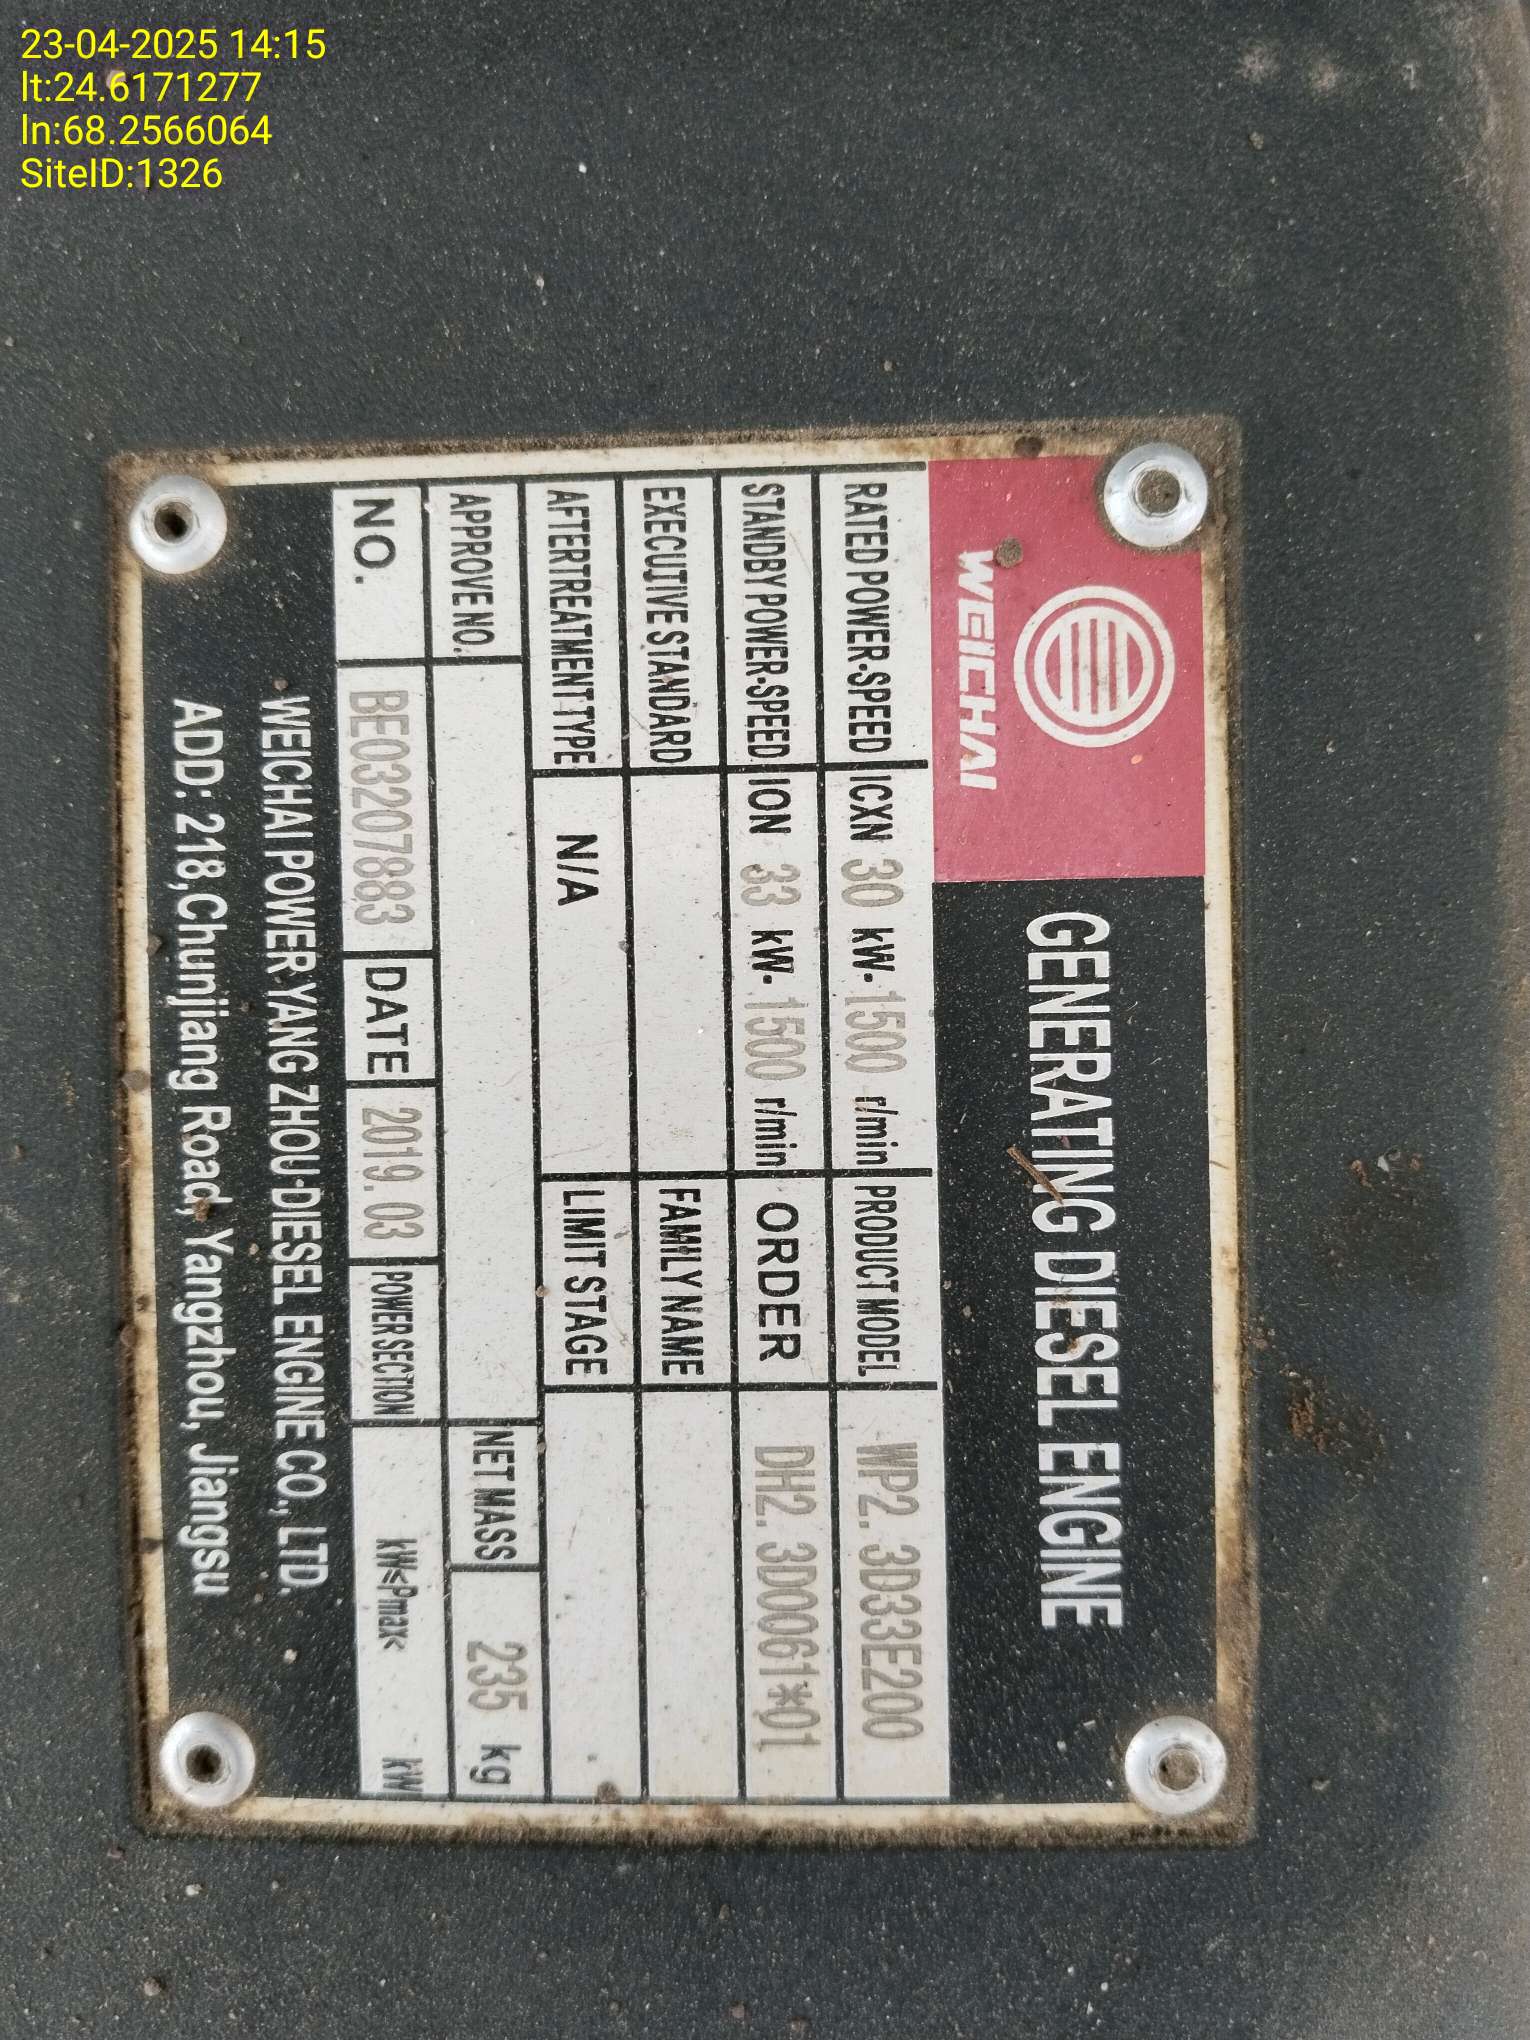 23-04-2025 14:15
lt:24.6171277
ln:68.2566064
SiteID:1326
WEICHAI GENERATING DIESEL ENGINE
RATED POWER-SPEED ICXN 30 kW- 1500 r/min PRODUCT MODEL WP2.3D33E200
STANDBY POWER-SPEED ION 33 kW- 1500 r/min ORDER DH2.3D0061*01
EXECUTIVE STANDARD FAMILY NAME
AFTERTREATMENT TYPE N/A LIMIT STAGE
APPROVE NO. NET MASS 235 kg
NO. BE03207883 DATE 2019.03 POWER SECTION kW≤Pmax< kW
WEICHAI POWER YANG ZHOU DIESEL ENGINE CO., LTD.
ADD: 218,Chunjiang Road, Yangzhou, Jiangsu